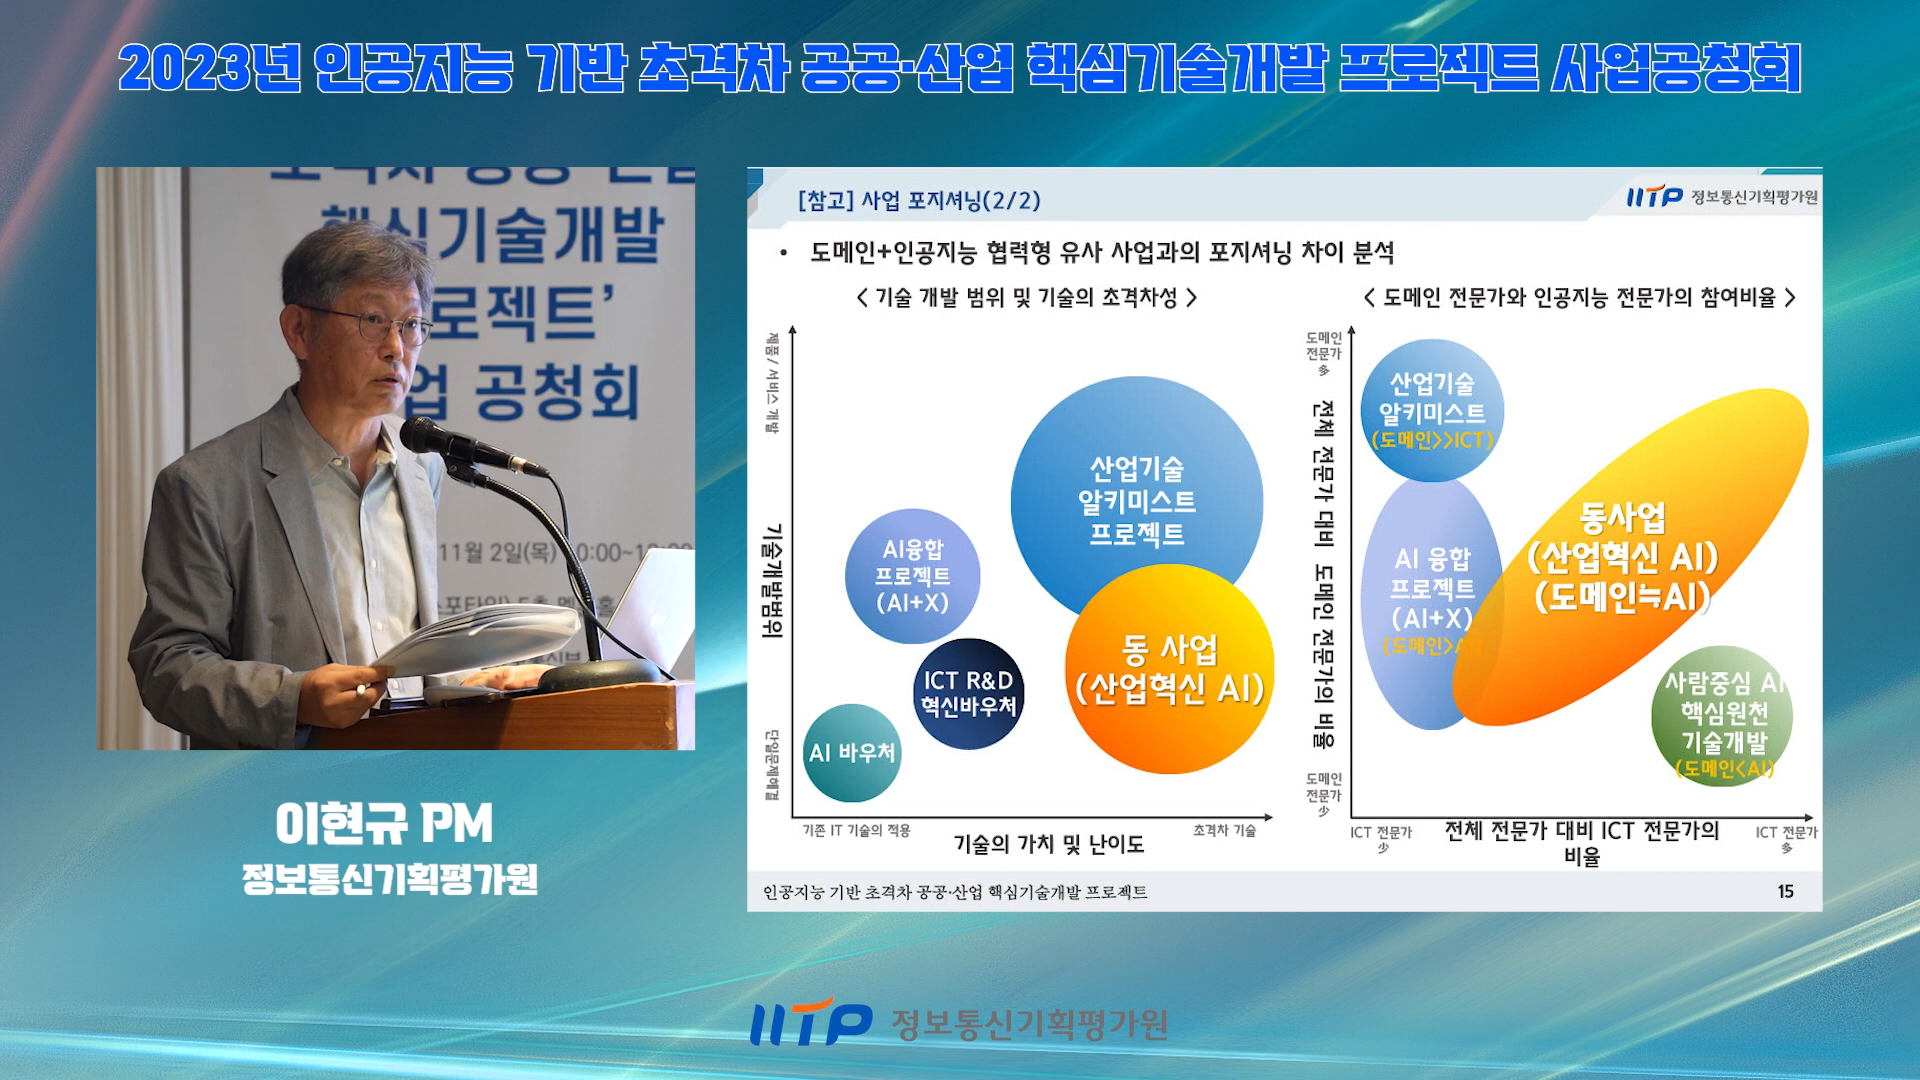 2023년 인공지능 기반 초격차 공공·산업 핵심기술개발 프로젝트 사업공청회
핵심기술개발
로젝트’
업 공청회
11월 2일(목)
이현규 PM
정보통신기획평가원
[참고] 사업 포지셔닝(2/2)
IITP 정보통신기획평가원
• 도메인+인공지능 협력형 유사 사업과의 포지셔닝 차이 분석
< 기술 개발 범위 및 기술의 초격차성 >
제품/ 서비스 개발
기술개발범위
단일문제해결
산업기술
알키미스트
프로젝트
AI융합
프로젝트
(AI+X)
ICT R&D
혁신바우처
동 사업
(산업혁신 AI)
AI 바우처
기존 IT 기술의 적용
초격차 기술
기술의 가치 및 난이도
< 도메인 전문가와 인공지능 전문가의 참여비율 >
도메인
전문가
多
전체 전문가 대비 도메인 전문가의 비율
도메인
전문가
少
산업기술
알키미스트
(도메인>>ICT)
AI 융합
프로젝트
(AI+X)
(도메인>A
동사업
(산업혁신 AI)
(도메인≒AI)
사람중심 AI
핵심원천
기술개발
(도메인<AI)
ICT 전문가
少
전체 전문가 대비 ICT 전문가의
비율
ICT 전문가
多
인공지능 기반 초격차 공공·산업 핵심기술개발 프로젝트
15
IITP 정보통신기획평가원